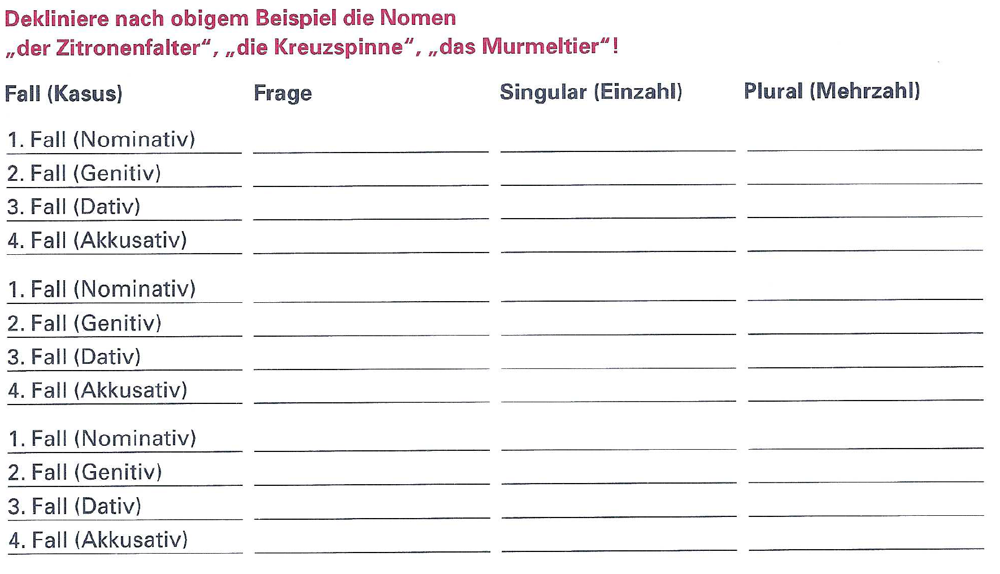 Dekliniere nach obigem Beispiel die Nomen
„der Zitronenfalter“, „die Kreuzspinne“, „das Murmeltier“!
Fall (Kasus) Frage Singular (Einzahl) Plural (Mehrzahl)
1. Fall (Nominativ)
2. Fall (Genitiv)
3. Fall (Dativ)
4. Fall (Akkusativ)
1. Fall (Nominativ)
2. Fall (Genitiv)
3. Fall (Dativ)
4. Fall (Akkusativ)
1. Fall (Nominativ)
2. Fall (Genitiv)
3. Fall (Dativ)
4. Fall (Akkusativ)